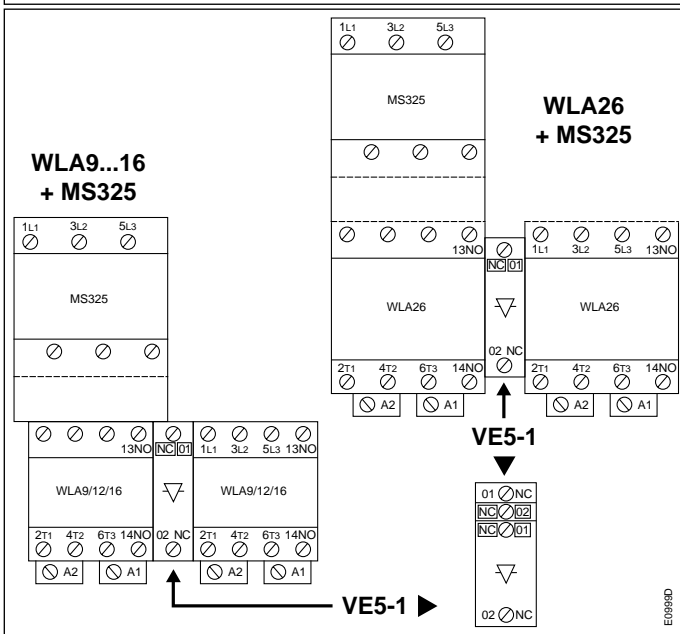 WLA9...16
+ MS325
1L1 3L2 5L3
MS325
13NO
NC 01
1L1 3L2 5L3 13NO
WLA9/12/16
WLA9/12/16
2T1 4T2 6T3 14NO
02 NC
2T1 4T2 6T3 14NO
A2 A1
A2 A1
WLA26
+ MS325
1L1 3L2 5L3
MS325
13NO
NC 01
1L1 3L2 5L3 13NO
WLA26
WLA26
02 NC
2T1 4T2 6T3 14NO
2T1 4T2 6T3 14NO
A2 A1
A2 A1
VE5-1
01 NC
NC 02
NC 01
02 NC
VE5-1
E0999D